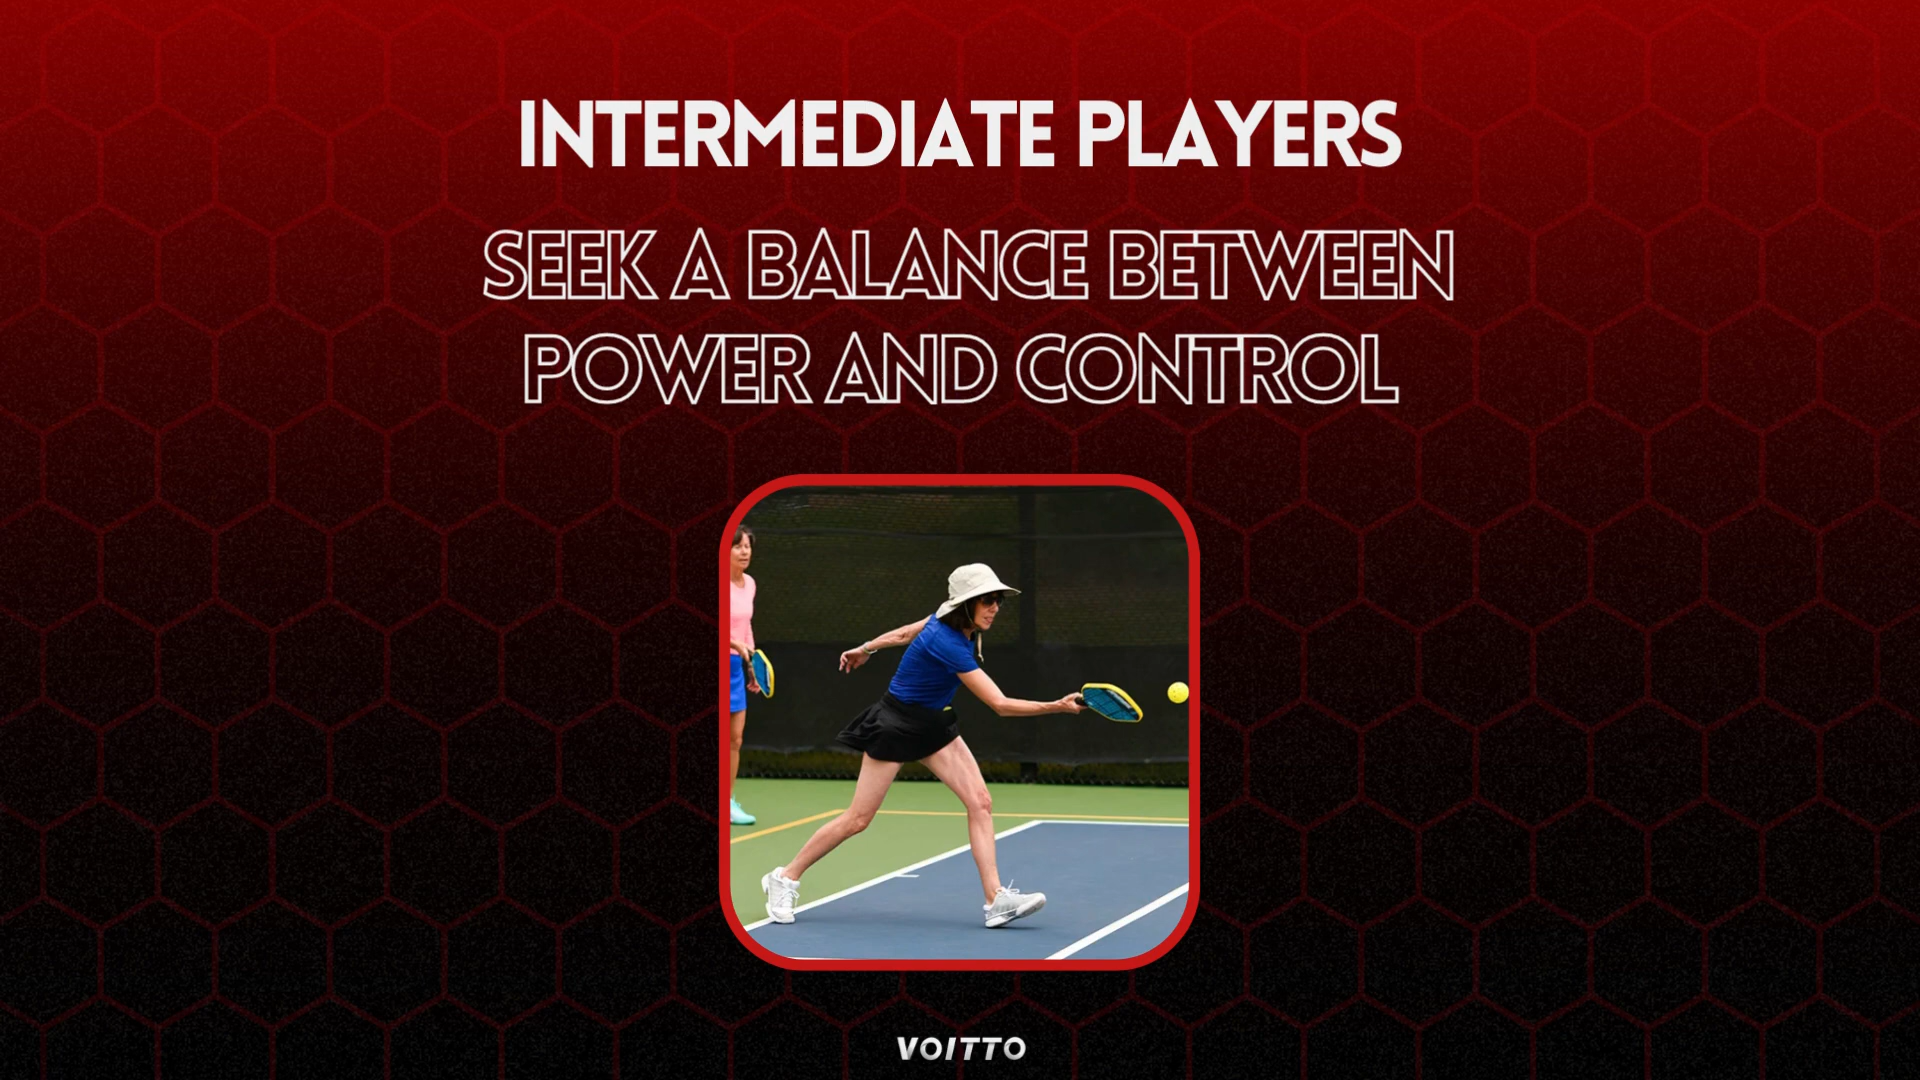 INTERMEDIATE PLAYERS
SEEK A BALANCE BETWEEN
POWER AND CONTROL
VOITTO